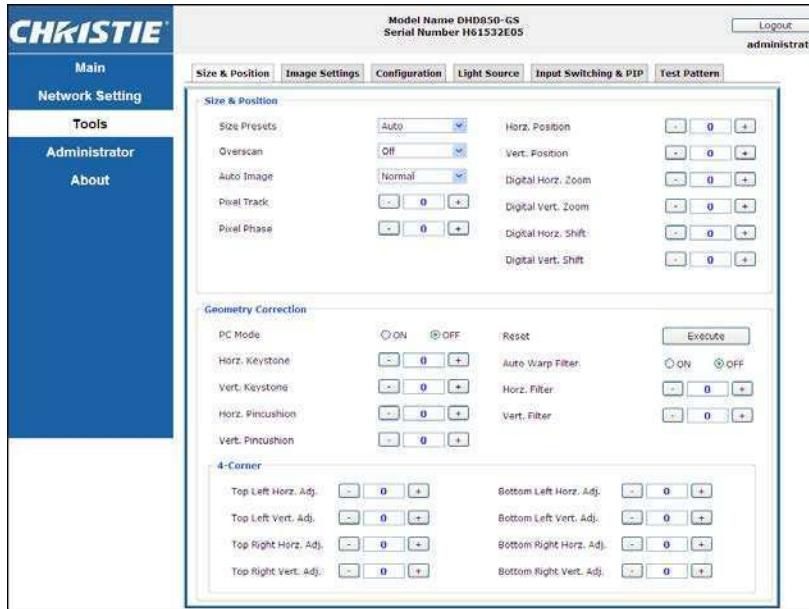 CHRISTIE
Model Name DHD850-GS
Serial Number H61532E05
Logout
administrat
Main
Network Setting
Tools
Administrator
About
Size & Position Image Settings Configuration Light Source Input Switching & PIP Test Pattern
Size & Position
Size Presets Auto
Overscan Off
Auto Image Normal
Pixel Track - 0 +
Pixel Phase - 0 +
Horz. Position - 0 +
Vert. Position - 0 +
Digital Horz. Zoom - 0 +
Digital Vert. Zoom - 0 +
Digital Horz. Shift - 0 +
Digital Vert. Shift - 0 +
Geometry Correction
PC Mode ON OFF
Horz. Keystone - 0 +
Vert. Keystone - 0 +
Horz. Pincushion - 0 +
Vert. Pincushion - 0 +
Reset Execute
Auto Warp Filter. ON OFF
Horz. Filter - 0 +
Vert. Filter - 0 +
4-Corner
Top Left Horz. Adj. - 0 +
Top Left Vert. Adj. - 0 +
Top Right Horz. Adj. - 0 +
Top Right Vert. Adj. - 0 +
Bottom Left Horz. Adj. - 0 +
Bottom Left Vert. Adj. - 0 +
Bottom Right Horz. Adj. - 0 +
Bottom Right Vert. Adj. - 0 +